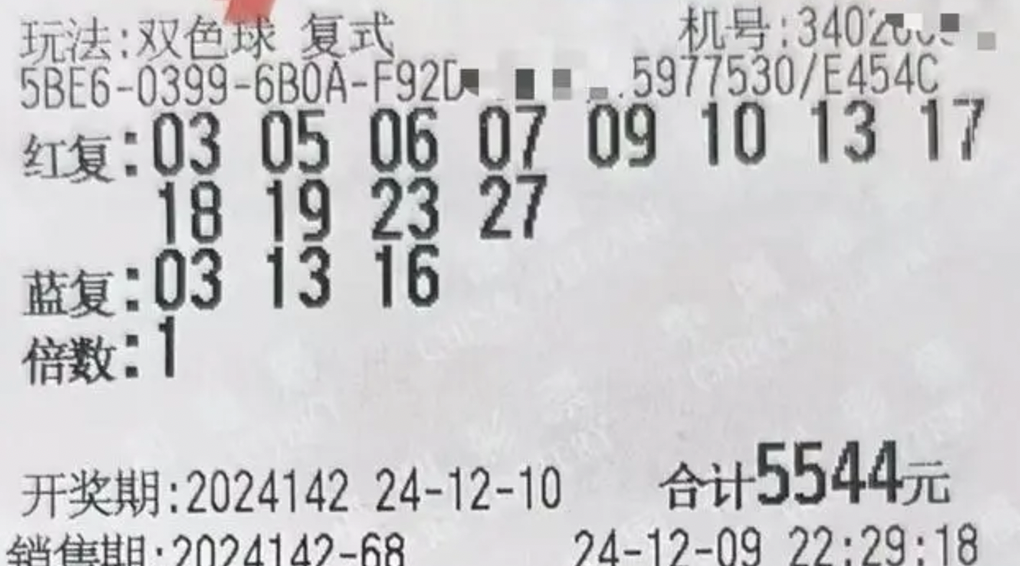 玩法:双色球 复式 机号:3402
5BE6-0399-6B0A-F92D 5977530/E454C
红复:03 05 06 07 09 10 13 17
18 19 23 27
蓝复:03 13 16
倍数:1
开奖期:2024142 24-12-10 合计5544元
销售期:2024142-68 24-12-09 22:29:18